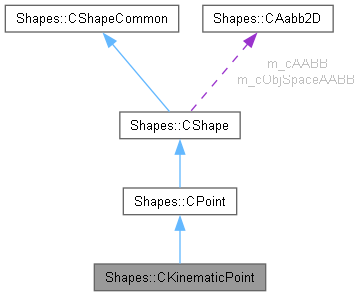 Shapes::CShapeCommon
Shapes::CAabb2D
m_cAABB
m_cObjSpaceAABB
Shapes::CShape
Shapes::CPoint
Shapes::CKinematicPoint